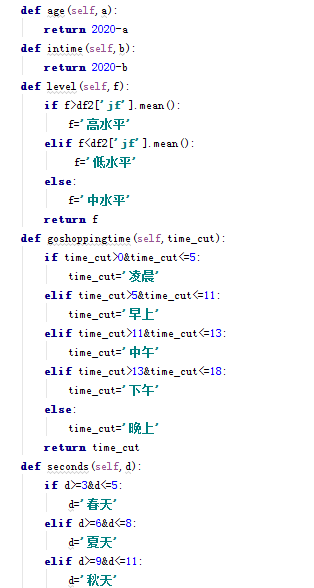 def age(self,a):
return 2020-a
def intime(self,b):
return 2020-b
def level(self,f):
if f>df2['jf'].mean():
f='高水平'
elif f<df2['jf'].mean():
f='低水平'
else:
f='中水平'
return f
def goshoppingtime(self,time_cut):
if time_cut>0&time_cut<=5:
time_cut='凌晨'
elif time_cut>5&time_cut<=11:
time_cut='早上'
elif time_cut>11&time_cut<=13:
time_cut='中午'
elif time_cut>13&time_cut<=18:
time_cut='下午'
else:
time_cut='晚上'
return time_cut
def seconds(self,d):
if d>=3&d<=5:
d='春天'
elif d>=6&d<=8:
d='夏天'
elif d>=9&d<=11:
d='秋天'